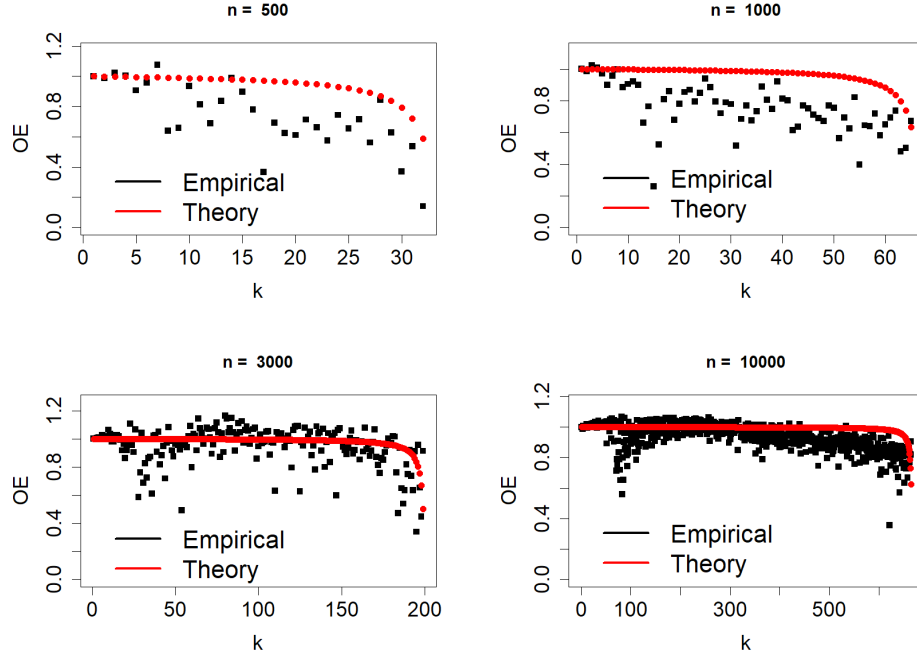 n = 500
1.2
0.8
0.4
0.0
OE
Empirical
Theory
0 5 10 15 20 25 30
k
n = 1000
1.2
0.8
0.4
0.0
OE
Empirical
Theory
0 10 20 30 40 50 60
k
n = 3000
1.2
0.8
0.4
0.0
OE
Empirical
Theory
0 50 100 150 200
k
n = 10000
1.2
0.8
0.4
0.0
OE
Empirical
Theory
0 100 300 500
k